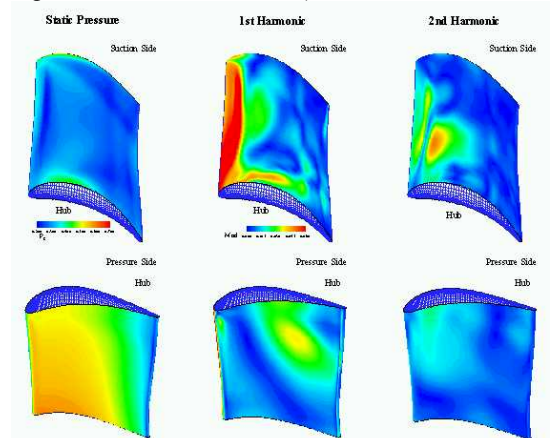 Static Pressure
1st Harmonic
2nd Harmonic
Suction Side
Suction Side
Suction Side
Hub
Hub
Hub
Pressure Side
Pressure Side
Pressure Side
Hub
Hub
Hub